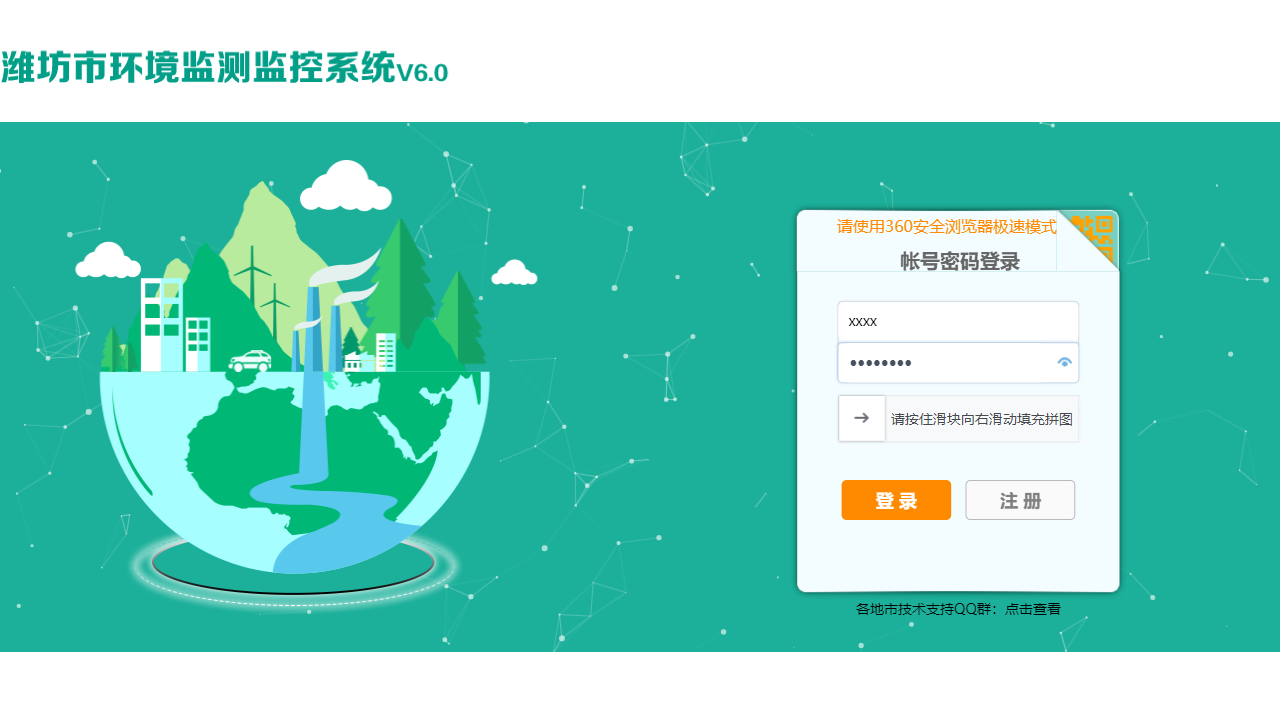 潍坊市环境监测监控系统V6.0
请使用360安全浏览器极速模式
帐号密码登录
xxxx
••••••••
请按住滑块向右滑动填充拼图
登 录
注 册
各地市技术支持QQ群：点击查看